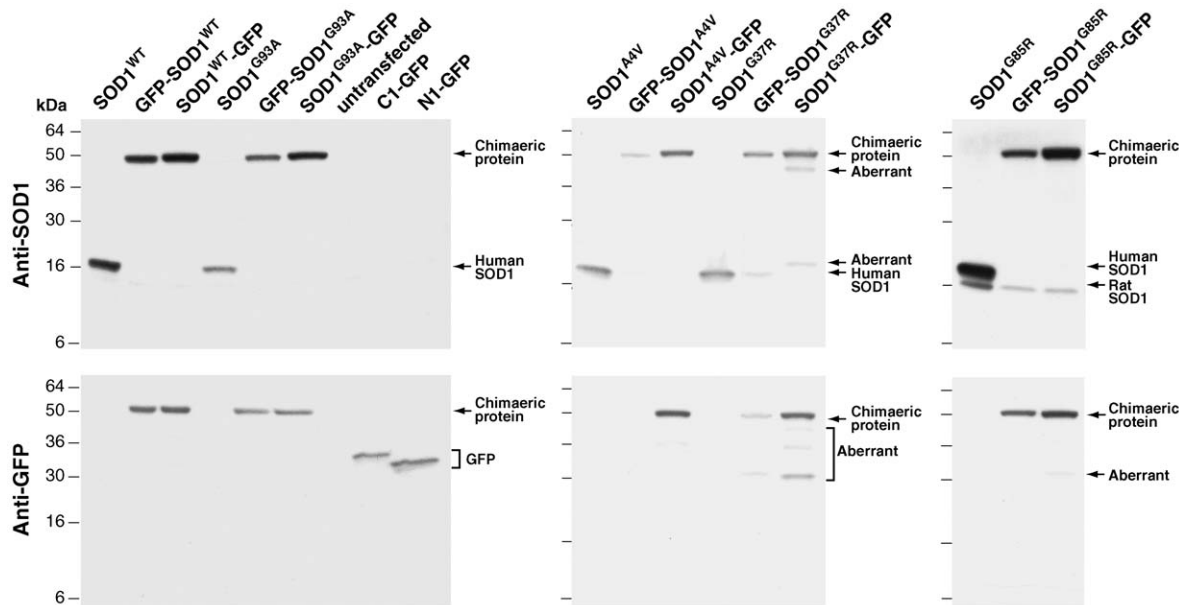 kDa
SOD1WT
GFP-SOD1WT
SOD1WT-GFP
SOD1G93A
GFP-SOD1G93A
SOD1G93A-GFP
untransfected
C1-GFP
N1-GFP
SOD1A4V
GFP-SOD1A4V
SOD1A4V-GFP
SOD1G37R
GFP-SOD1G37R
SOD1G37R-GFP
SOD1G85R
GFP-SOD1G85R
SOD1G85R-GFP
Anti-SOD1
64
50
36
30
16
6
Chimaeric
protein
Human
SOD1
Chimaeric
protein
Aberrant
Aberrant
Human
SOD1
Chimaeric
protein
Human
SOD1
Rat
SOD1
Anti-GFP
64
50
36
30
16
6
Chimaeric
protein
GFP
Chimaeric
protein
Aberrant
Chimaeric
protein
Aberrant